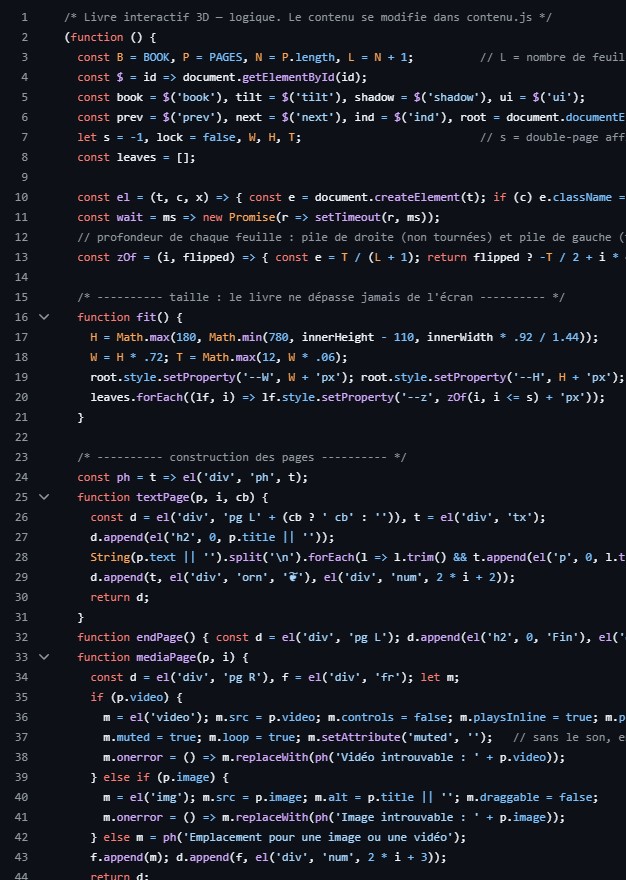 1 /* Livre interactif 3D — logique. Le contenu se modifie dans contenu.js */
2 (function () {
3 const B = BOOK, P = PAGES, N = P.length, L = N + 1; // L = nombre de feuil
4 const $ = id => document.getElementById(id);
5 const book = $('book'), tilt = $('tilt'), shadow = $('shadow'), ui = $('ui');
6 const prev = $('prev'), next = $('next'), ind = $('ind'), root = document.documentE
7 let s = -1, lock = false, W, H, T; // s = double-page aff
8 const leaves = [];
9
10 const el = (t, c, x) => { const e = document.createElement(t); if (c) e.className =
11 const wait = ms => new Promise(r => setTimeout(r, ms));
12 // profondeur de chaque feuille : pile de droite (non tournées) et pile de gauche (
13 const zOf = (i, flipped) => { const e = T / (L + 1); return flipped ? -T / 2 + i *
14
15 /* ---------- taille : le livre ne dépasse jamais de l'écran ---------- */
16 function fit() {
17 H = Math.max(180, Math.min(780, innerHeight - 110, innerWidth * .92 / 1.44));
18 W = H * .72; T = Math.max(12, W * .06);
19 root.style.setProperty('--W', W + 'px'); root.style.setProperty('--H', H + 'px');
20 leaves.forEach((lf, i) => lf.style.setProperty('--z', zOf(i, i <= s) + 'px'));
21 }
22
23 /* ---------- construction des pages ---------- */
24 const ph = t => el('div', 'ph', t);
25 function textPage(p, i, cb) {
26 const d = el('div', 'pg L' + (cb ? ' cb' : '')), t = el('div', 'tx');
27 d.append(el('h2', 0, p.title || ''));
28 String(p.text || '').split('\n').forEach(l => l.trim() && t.append(el('p', 0, l.t
29 d.append(t, el('div', 'orn', '❦'), el('div', 'num', 2 * i + 2));
30 return d;
31 }
32 function endPage() { const d = el('div', 'pg L'); d.append(el('h2', 0, 'Fin'), el('
33 function mediaPage(p, i) {
34 const d = el('div', 'pg R'), f = el('div', 'fr'); let m;
35 if (p.video) {
36 m = el('video'); m.src = p.video; m.controls = false; m.playsInline = true; m.p
37 m.muted = true; m.loop = true; m.setAttribute('muted', ''); // sans le son, e
38 m.onerror = () => m.replaceWith(ph('Vidéo introuvable : ' + p.video));
39 } else if (p.image) {
40 m = el('img'); m.src = p.image; m.alt = p.title || ''; m.draggable = false;
41 m.onerror = () => m.replaceWith(ph('Image introuvable : ' + p.image));
42 } else m = ph('Emplacement pour une image ou une vidéo');
43 f.append(m); d.append(f, el('div', 'num', 2 * i + 3));
44 return d;